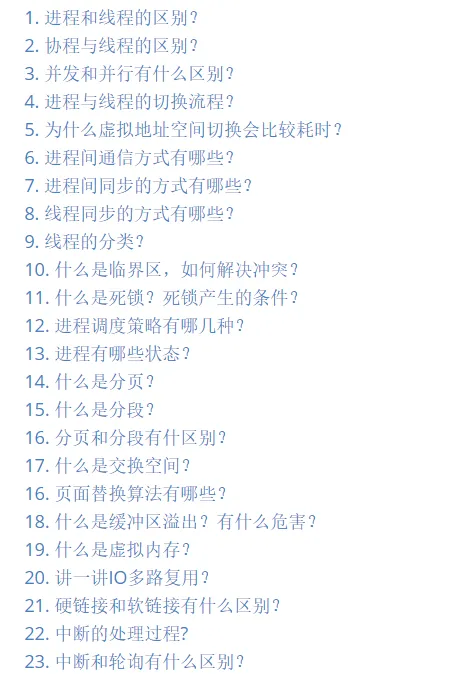 1. 进程和线程的区别？
2. 协程与线程的区别？
3. 并发和并行有什么区别？
4. 进程与线程的切换流程？
5. 为什么虚拟地址空间切换会比较耗时？
6. 进程间通信方式有哪些？
7. 进程间同步的方式有哪些？
8. 线程同步的方式有哪些？
9. 线程的分类？
10. 什么是临界区，如何解决冲突？
11. 什么是死锁？死锁产生的条件？
12. 进程调度策略有哪几种？
13. 进程有哪些状态？
14. 什么是分页？
15. 什么是分段？
16. 分页和分段有什区别？
17. 什么是交换空间？
16. 页面替换算法有哪些？
18. 什么是缓冲区溢出？有什么危害？
19. 什么是虚拟内存？
20. 讲一讲IO多路复用？
21. 硬链接和软链接有什么区别？
22. 中断的处理过程?
23. 中断和轮询有什么区别？